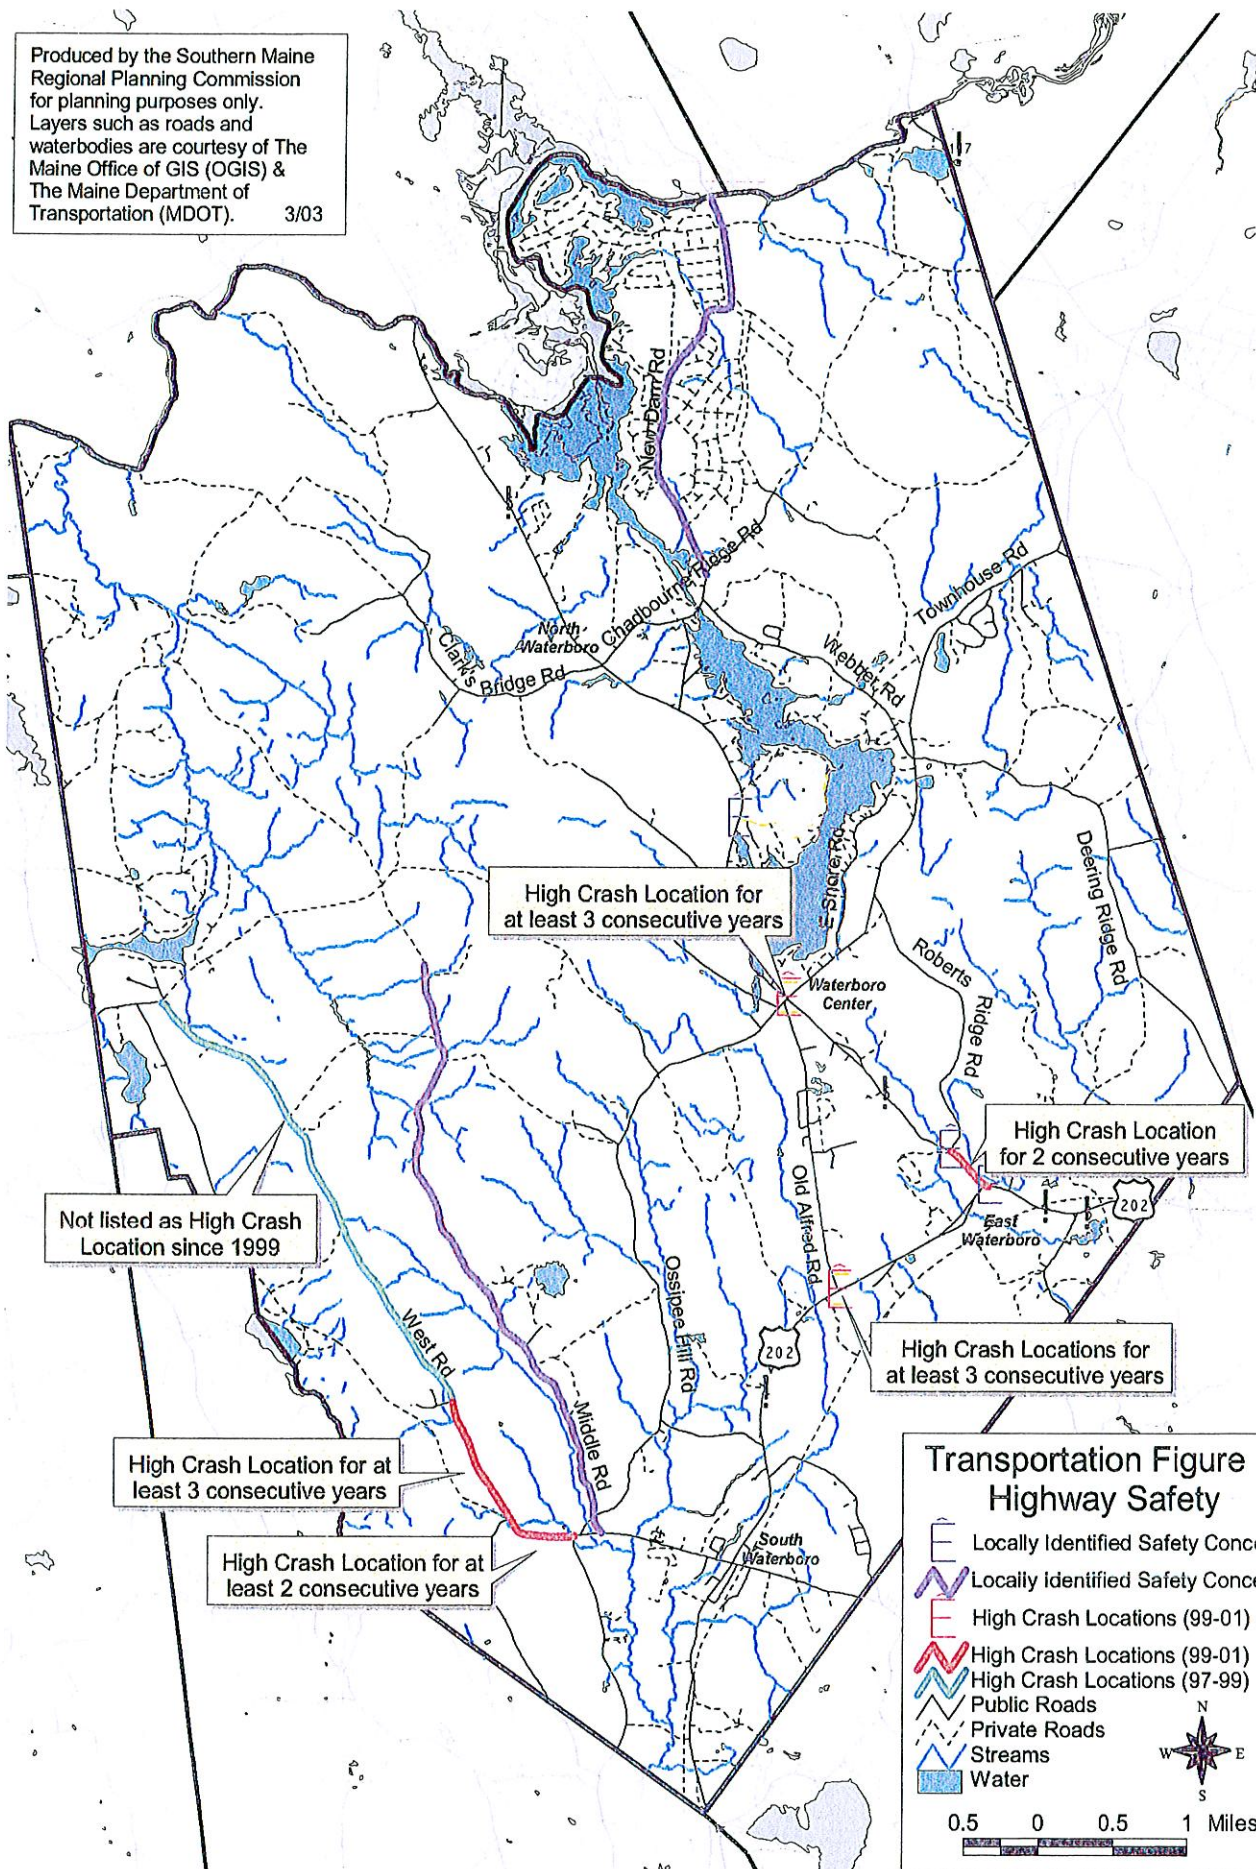 Produced by the Southern Maine
Regional Planning Commission
for planning purposes only.
Layers such as roads and
waterbodies are courtesy of The
Maine Office of GIS (OGIS) &
The Maine Department of
Transportation (MDOT). 3/03
New Dam Rd
Chadbourne Ridge Rd
Townhouse Rd
North
Waterboro
Clark's
Bridge Rd
Webber Rd
Deering Ridge Rd
E Shore Rd
High Crash Location for
at least 3 consecutive years
Roberts
Ridge Rd
Waterboro
Center
High Crash Location
for 2 consecutive years
Old Alfred Rd
East
Waterboro
202
Not listed as High Crash
Location since 1999
Ossipee Hill Rd
West Rd
202
High Crash Locations for
at least 3 consecutive years
Middle Rd
High Crash Location for at
least 3 consecutive years
High Crash Location for at
least 2 consecutive years
South
Waterboro
Transportation Figure
Highway Safety
Locally Identified Safety Conce
Locally Identified Safety Conce
High Crash Locations (99-01)
High Crash Locations (99-01)
High Crash Locations (97-99)
Public Roads
Private Roads
Streams
Water
N
W E
S
0.5 0 0.5 1 Miles